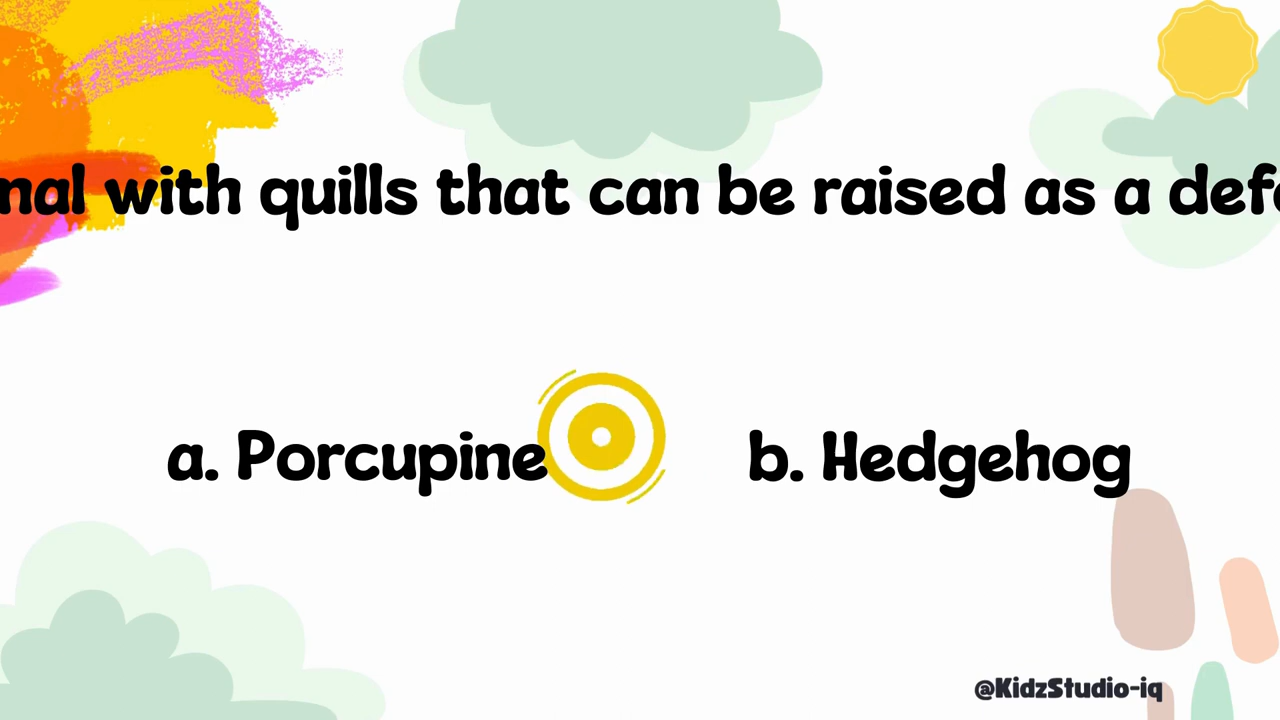 nal with quills that can be raised as a defe
a. Porcupine
b. Hedgehog
@KidzStudio-iq